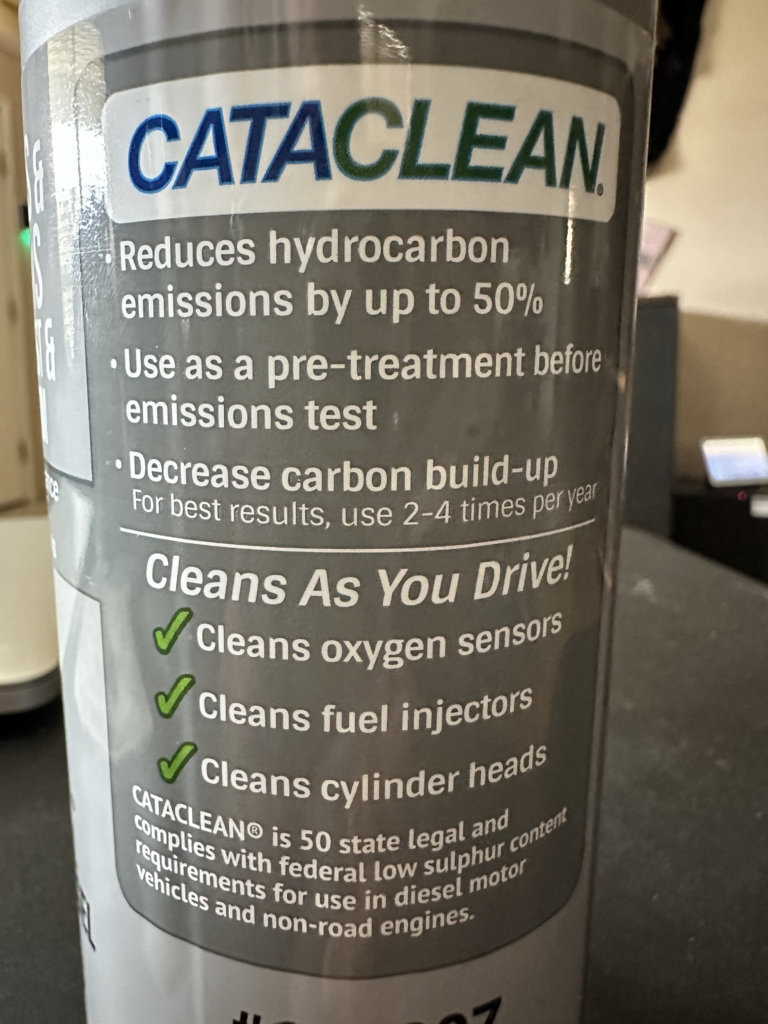 CATACLEAN®
• Reduces hydrocarbon
emissions by up to 50%
• Use as a pre-treatment before
emissions test
• Decrease carbon build-up
For best results, use 2-4 times per year
Cleans As You Drive!
✓ Cleans oxygen sensors
✓ Cleans fuel injectors
✓ Cleans cylinder heads
CATACLEAN® is 50 state legal and
complies with federal low sulphur content
requirements for use in diesel motor
vehicles and non-road engines.